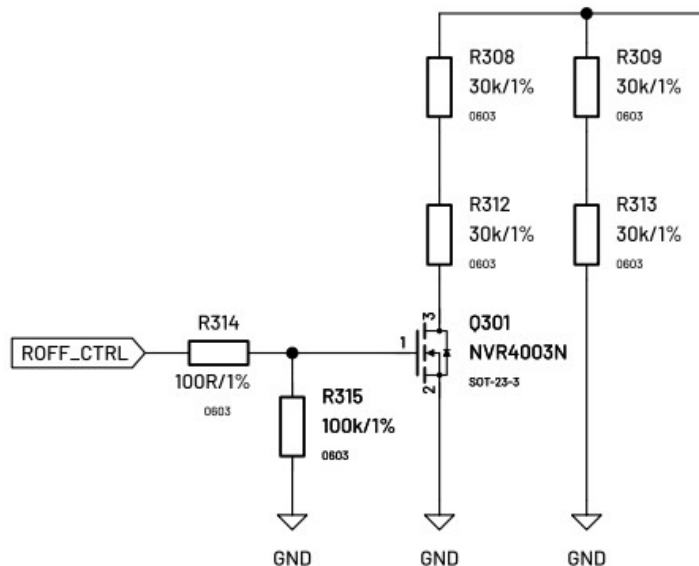 R308
30k/1%
0603
R309
30k/1%
0603
R312
30k/1%
0603
R313
30k/1%
0603
ROFF_CTRL
R314
100R/1%
0603
R315
100k/1%
0603
1
3
2
Q301
NVR4003N
SOT-23-3
GND
GND
GND